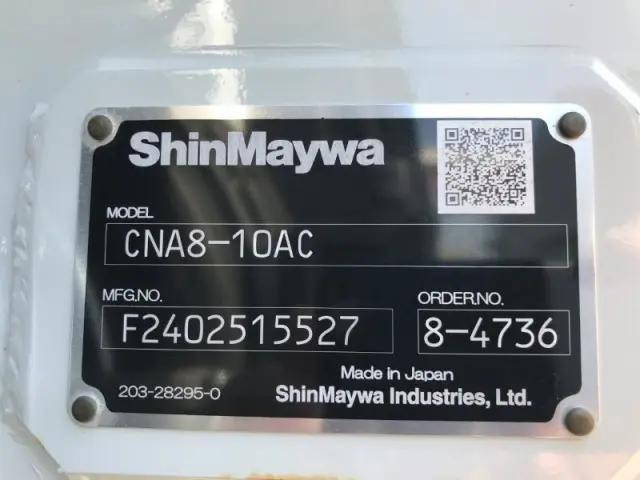 ShinMaywa
MODEL
CNA8-10AC
MFG.NO. ORDER.NO.
F2402515527 8-4736
Made in Japan
203-28295-0 ShinMaywa Industries, Ltd.